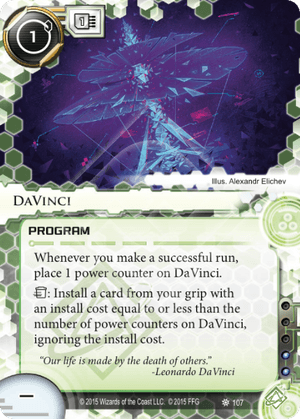 1
1
Illus. Alexandr Elichev
DAVINCI
PROGRAM
Whenever you make a successful run,
place 1 power counter on DaVinci.
: Install a card from your grip with
an install cost equal to or less than the
number of power counters on DaVinci,
ignoring the install cost.
“Our life is made by the death of others.”
-Leonardo DaVinci
–
© 2015 Wizards of the Coast LLC. © 2015 FFG
107